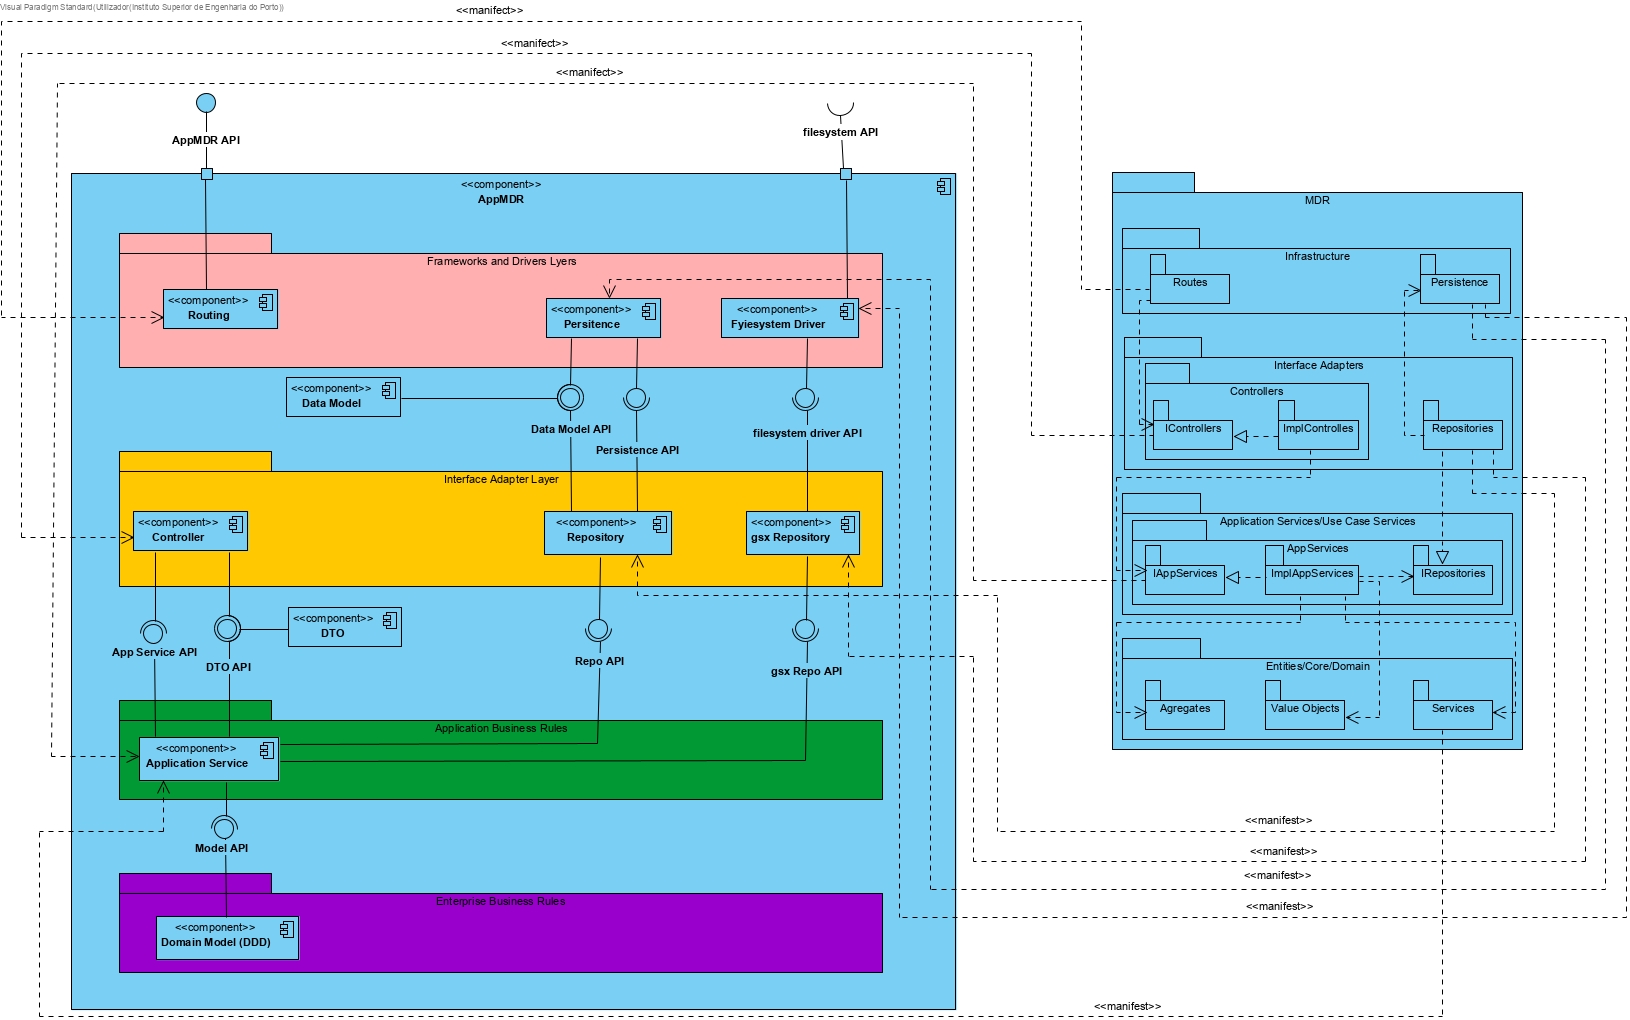 Visual Paradigm Standard(Utilizador(Instituto Superior de Engenharia do Porto))
<<manifect>>
<<manifect>>
<<manifect>>
AppMDR API
filesystem API
<<component>>
AppMDR
Frameworks and Drivers Lyers
<<component>>
Routing
<<component>>
Persitence
<<component>>
Fyiesystem Driver
<<component>>
Data Model
Data Model API
Persistence API
filesystem driver API
Interface Adapter Layer
<<component>>
Controller
<<component>>
Repository
<<component>>
gsx Repository
<<component>>
DTO
App Service API
DTO API
Repo API
gsx Repo API
Application Business Rules
<<component>>
Application Service
Model API
Enterprise Business Rules
<<component>>
Domain Model (DDD)
MDR
Infrastructure
Routes
Persistence
Interface Adapters
Controllers
IControllers
ImplControlles
Repositories
Application Services/Use Case Services
AppServices
IAppServices
ImplAppServices
IRepositories
Entities/Core/Domain
Agregates
Value Objects
Services
<<manifest>>
<<manifest>>
<<manifest>>
<<manifest>>
<<manifest>>